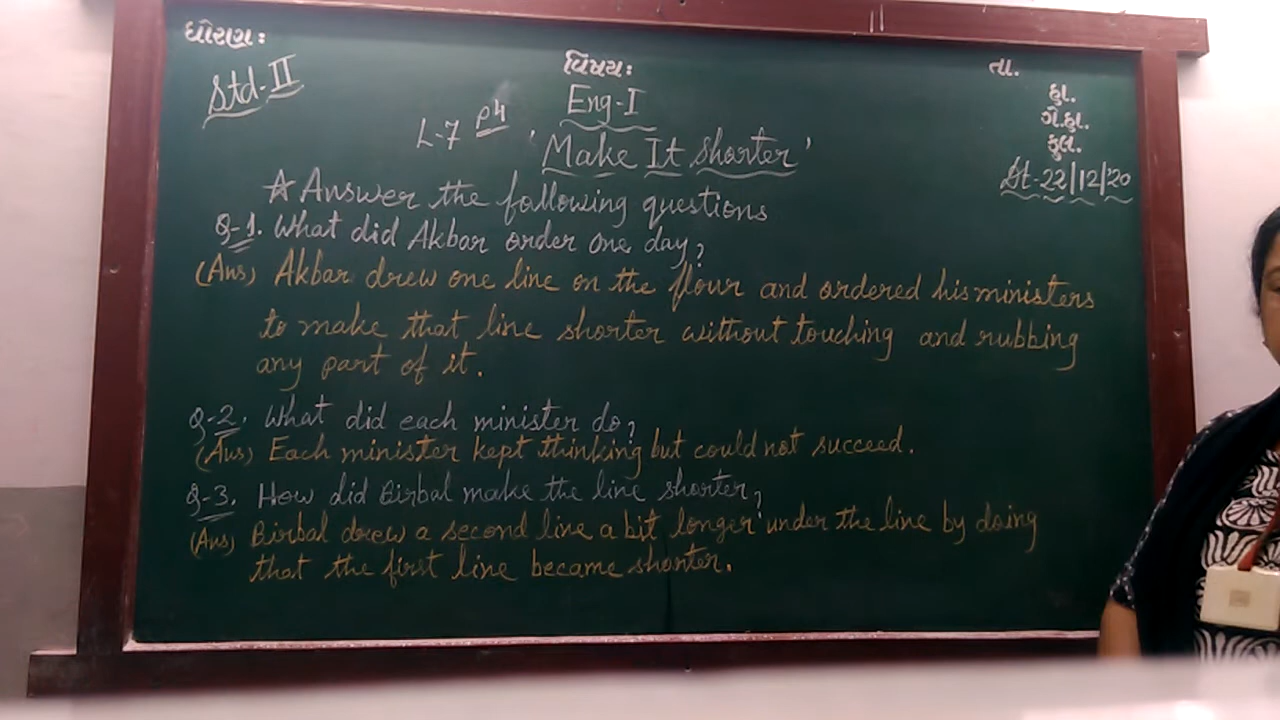 ધોરણ:
વિષય:
તા.
Std-II
Eng-I
હા.
ગે.હા.
કુલ.
L-7 P4 'Make It shorter'
Dt-22/12/20
☆ Answer the following questions
Q-1. What did Akbar order one day?
(Ans) Akbar drew one line on the flour and ordered his ministers
to make that line shorter without touching and rubbing
any part of it.
Q-2. What did each minister do?
(Ans) Each minister kept thinking but could not succeed.
Q-3. How did Birbal make the line shorter?
(Ans) Birbal drew a second line a bit longer under the line by doing
that the first line became shorter.